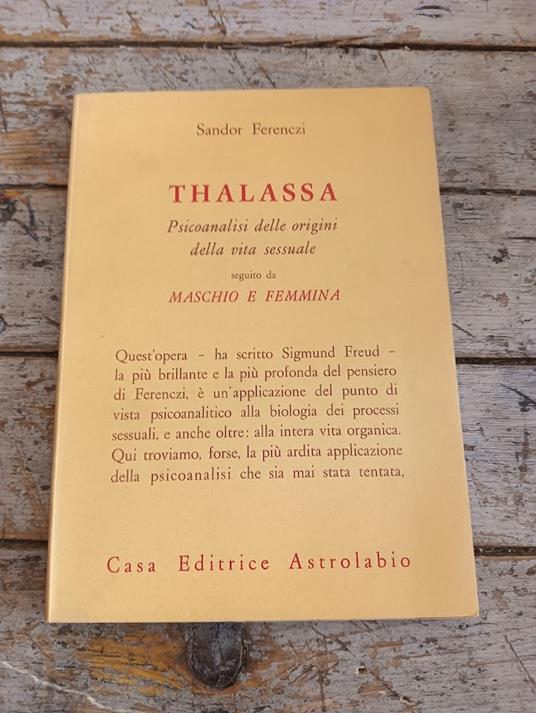 Sandor Ferenczi
THALASSA
Psicoanalisi delle origini
della vita sessuale
seguito da
MASCHIO E FEMMINA
Quest'opera – ha scritto Sigmund Freud –
la più brillante e la più profonda del pensiero
di Ferenczi, è un'applicazione del punto di
vista psicoanalitico alla biologia dei processi
sessuali, e anche oltre: alla intera vita organica.
Qui troviamo, forse, la più ardita applicazione
della psicoanalisi che sia mai stata tentata,
Casa Editrice Astrolabio